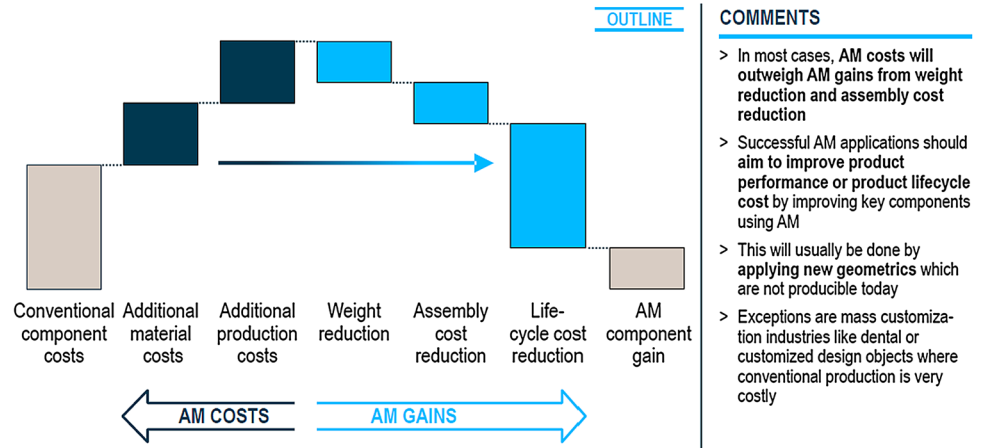 OUTLINE
Conventional
component
costs
Additional
material
costs
Additional
production
costs
Weight
reduction
Assembly
cost
reduction
Life-
cycle cost
reduction
AM
component
gain
AM COSTS
AM GAINS
COMMENTS
> In most cases, AM costs will
outweigh AM gains from weight
reduction and assembly cost
reduction
> Successful AM applications should
aim to improve product
performance or product lifecycle
cost by improving key components
using AM
> This will usually be done by
applying new geometrics which
are not producible today
> Exceptions are mass customiza-
tion industries like dental or
customized design objects where
conventional production is very
costly